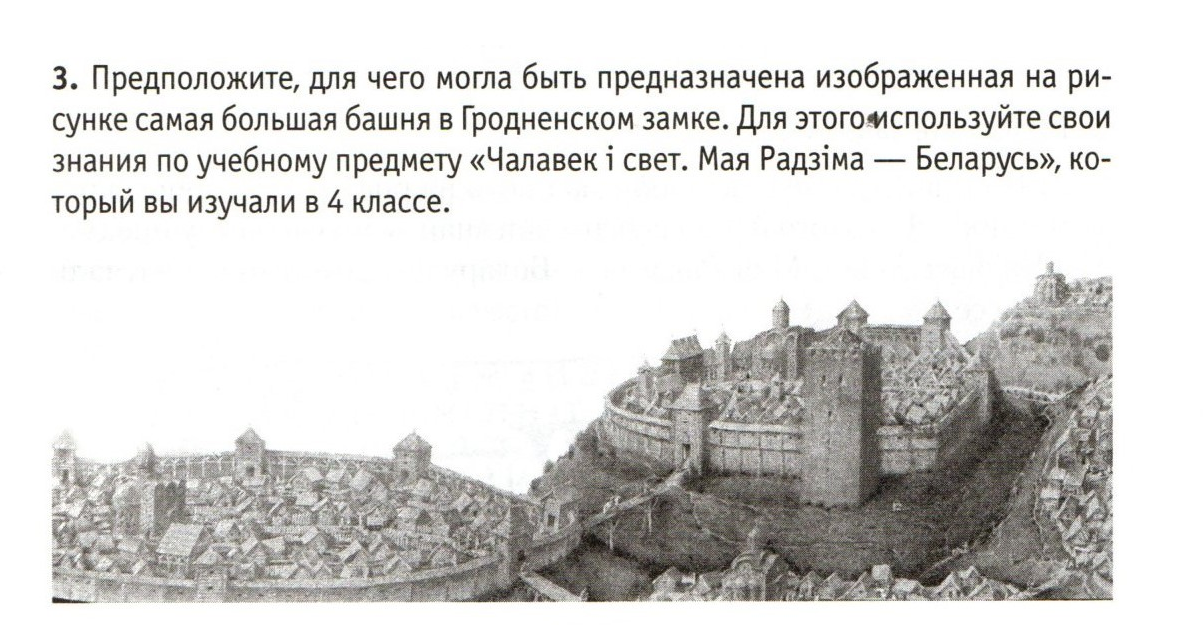 3. Предположите, для чего могла быть предназначена изображенная на ри-
сунке самая большая башня в Гродненском замке. Для этого используйте свои
знания по учебному предмету «Чалавек і свет. Мая Радзіма — Беларусь», ко-
торый вы изучали в 4 классе.